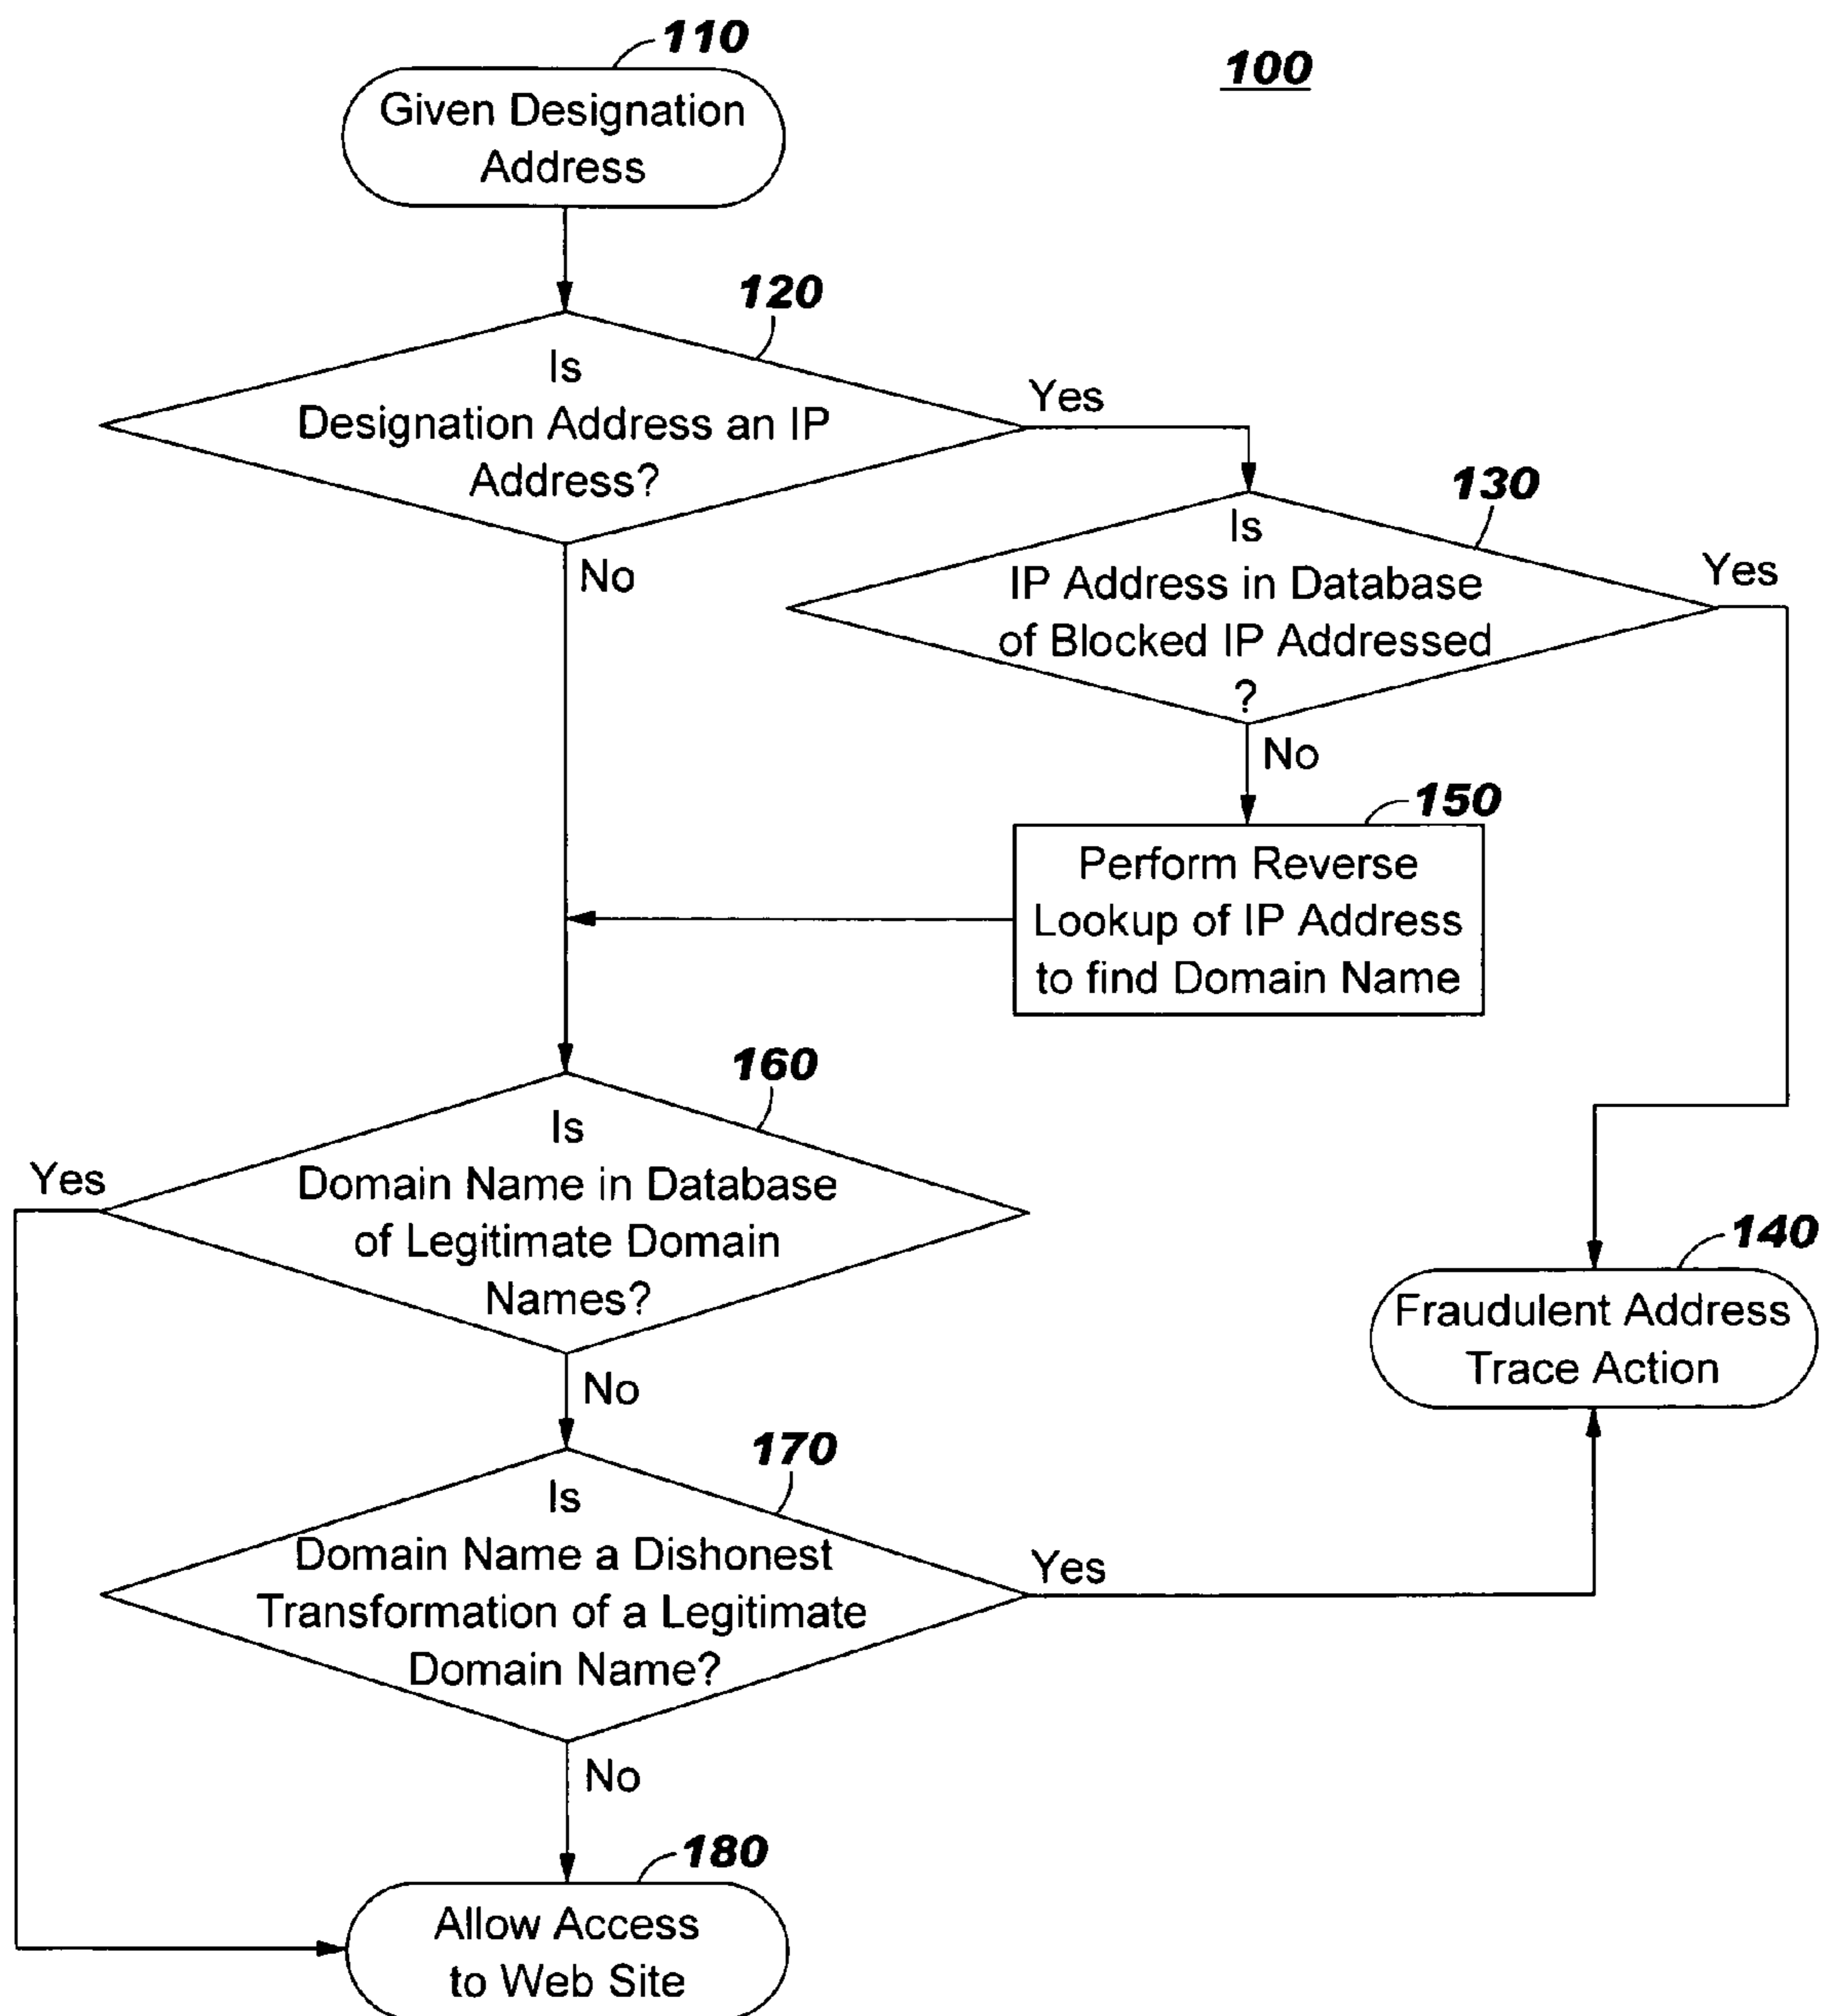 110
100
Given Designation
Address
120
Is
Designation Address an IP
Address?
Yes
No
130
Is
IP Address in Database
of Blocked IP Addressed
?
Yes
No
150
Perform Reverse
Lookup of IP Address
to find Domain Name
160
Is
Domain Name in Database
of Legitimate Domain
Names?
Yes
No
140
Fraudulent Address
Trace Action
170
Is
Domain Name a Dishonest
Transformation of a Legitimate
Domain Name?
Yes
No
180
Allow Access
to Web Site